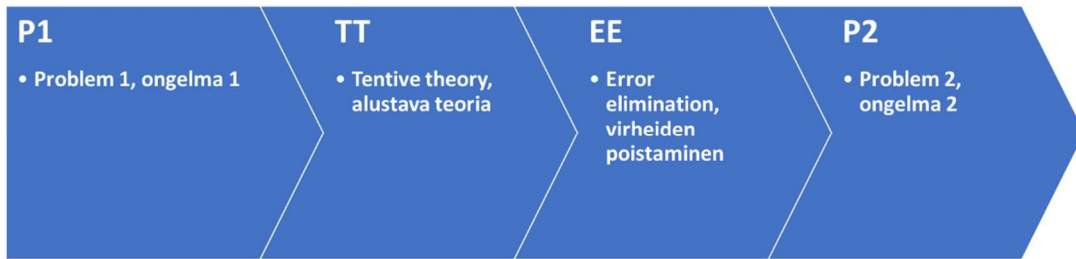 P1
• Problem 1, ongelma 1
TT
• Tentive theory,
alustava teoria
EE
• Error
elimination,
virheiden
poistaminen
P2
• Problem 2,
ongelma 2